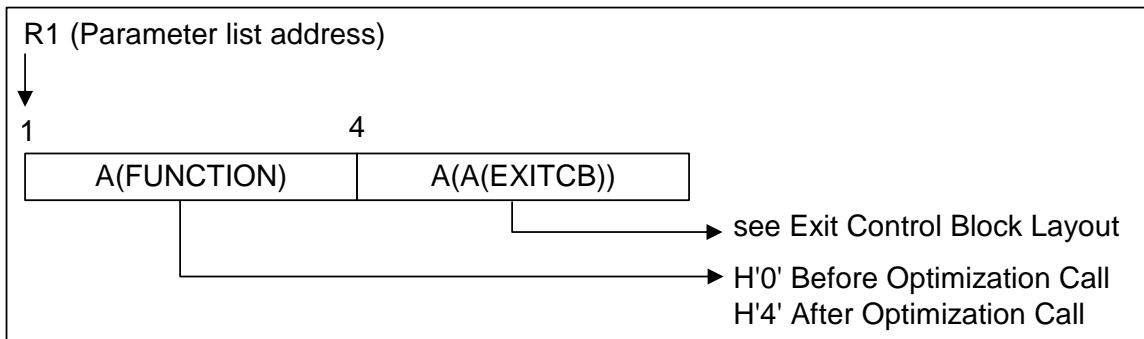 R1 (Parameter list address)
1 4
A(FUNCTION) A(A(EXITCB))
see Exit Control Block Layout
H'0' Before Optimization Call
H'4' After Optimization Call